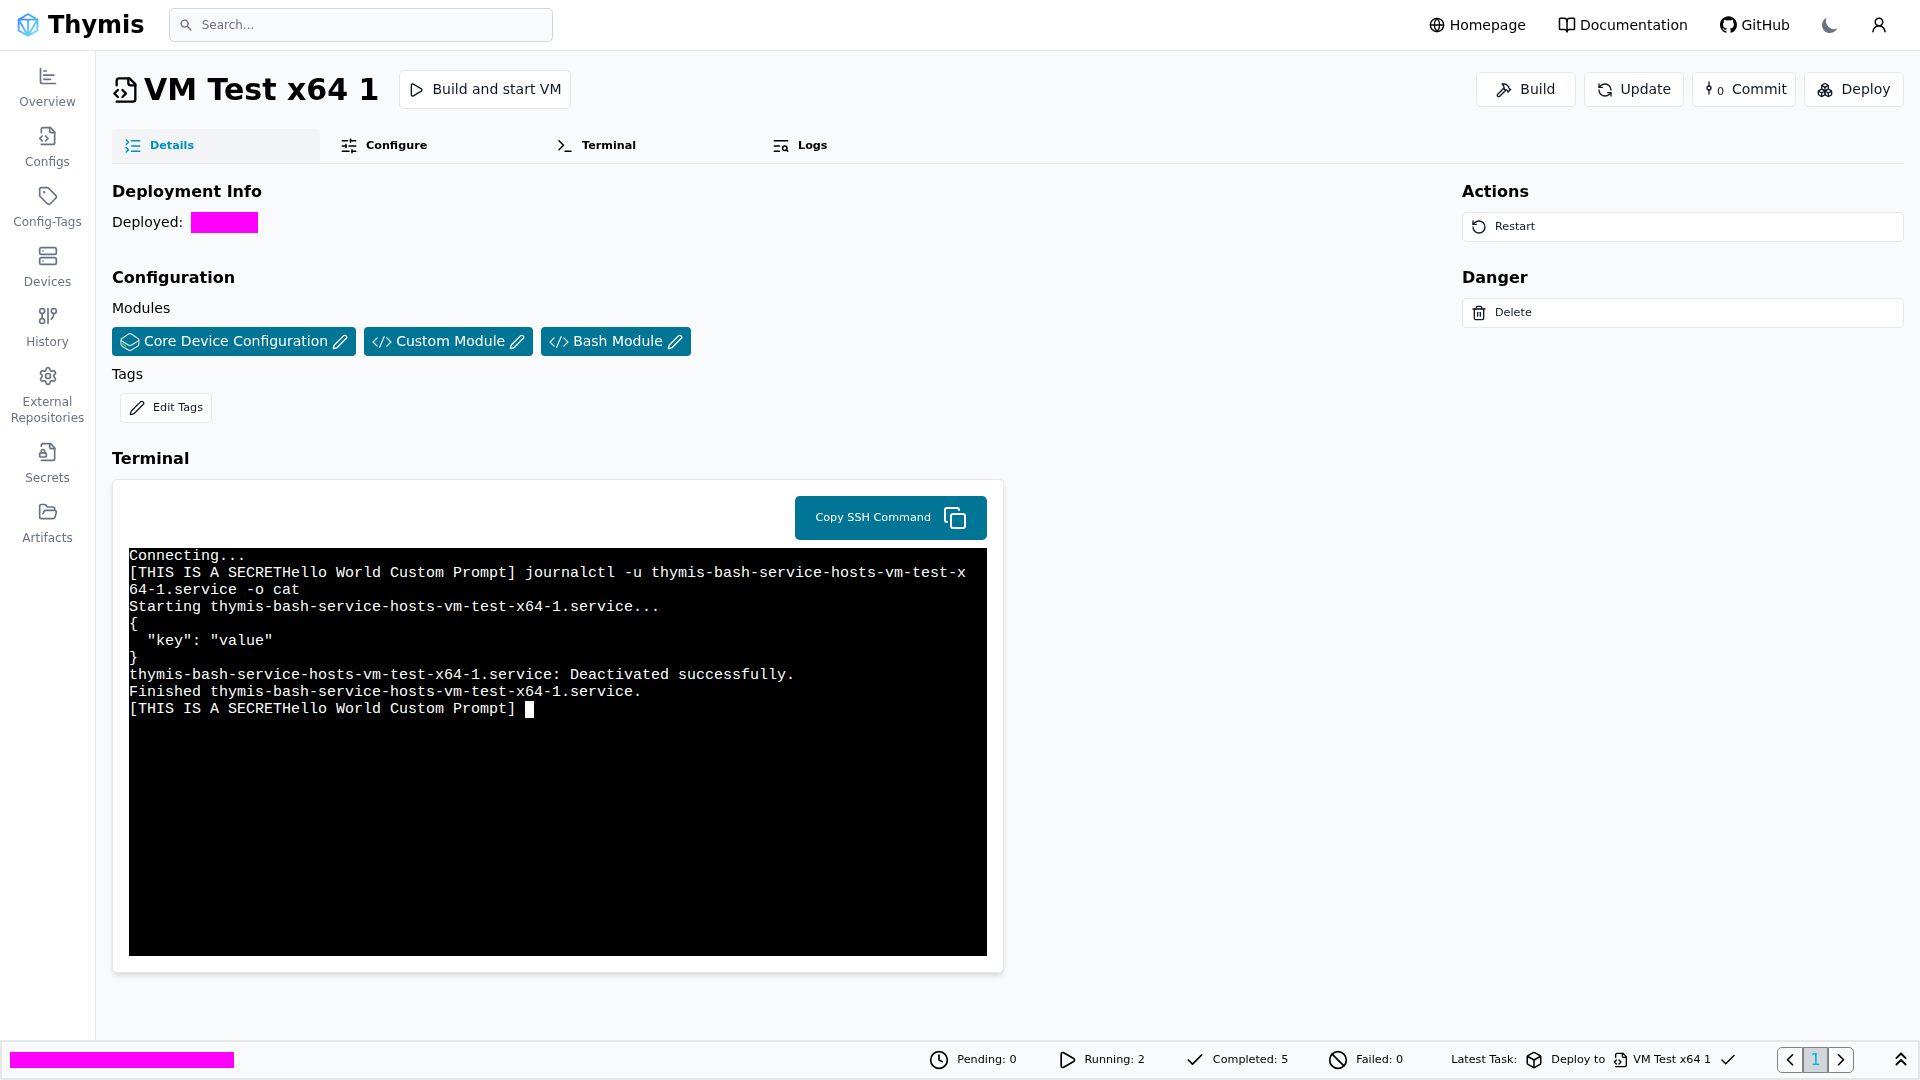 Thymis
Search...
Homepage
Documentation
GitHub
Overview
Configs
Config-Tags
Devices
History
External
Repositories
Secrets
Artifacts
VM Test x64 1
Build and start VM
Build
Update
0 Commit
Deploy
Details
Configure
Terminal
Logs
Deployment Info
Deployed:
Configuration
Modules
Core Device Configuration
Custom Module
Bash Module
Tags
Edit Tags
Actions
Restart
Danger
Delete
Terminal
Copy SSH Command
Connecting...
[THIS IS A SECRETHello World Custom Prompt] journalctl -u thymis-bash-service-hosts-vm-test-x
64-1.service -o cat
Starting thymis-bash-service-hosts-vm-test-x64-1.service...
{
"key": "value"
}
thymis-bash-service-hosts-vm-test-x64-1.service: Deactivated successfully.
Finished thymis-bash-service-hosts-vm-test-x64-1.service.
[THIS IS A SECRETHello World Custom Prompt]
Pending: 0
Running: 2
Completed: 5
Failed: 0
Latest Task: Deploy to VM Test x64 1
1